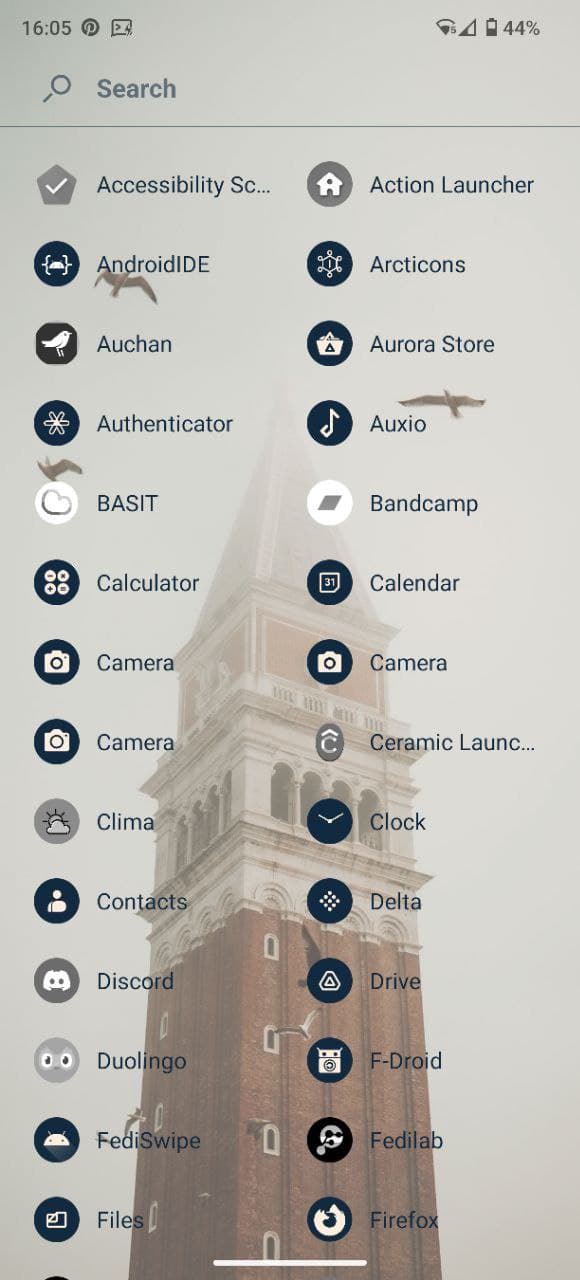 16:05 5 44%
Search
Accessibility Sc... Action Launcher
AndroidIDE Arcticons
Auchan Aurora Store
Authenticator Auxio
BASIT Bandcamp
Calculator 31 Calendar
Camera Camera
Camera Ceramic Launc...
Clima Clock
Contacts Delta
Discord Drive
Duolingo F-Droid
FediSwipe Fedilab
Files Firefox